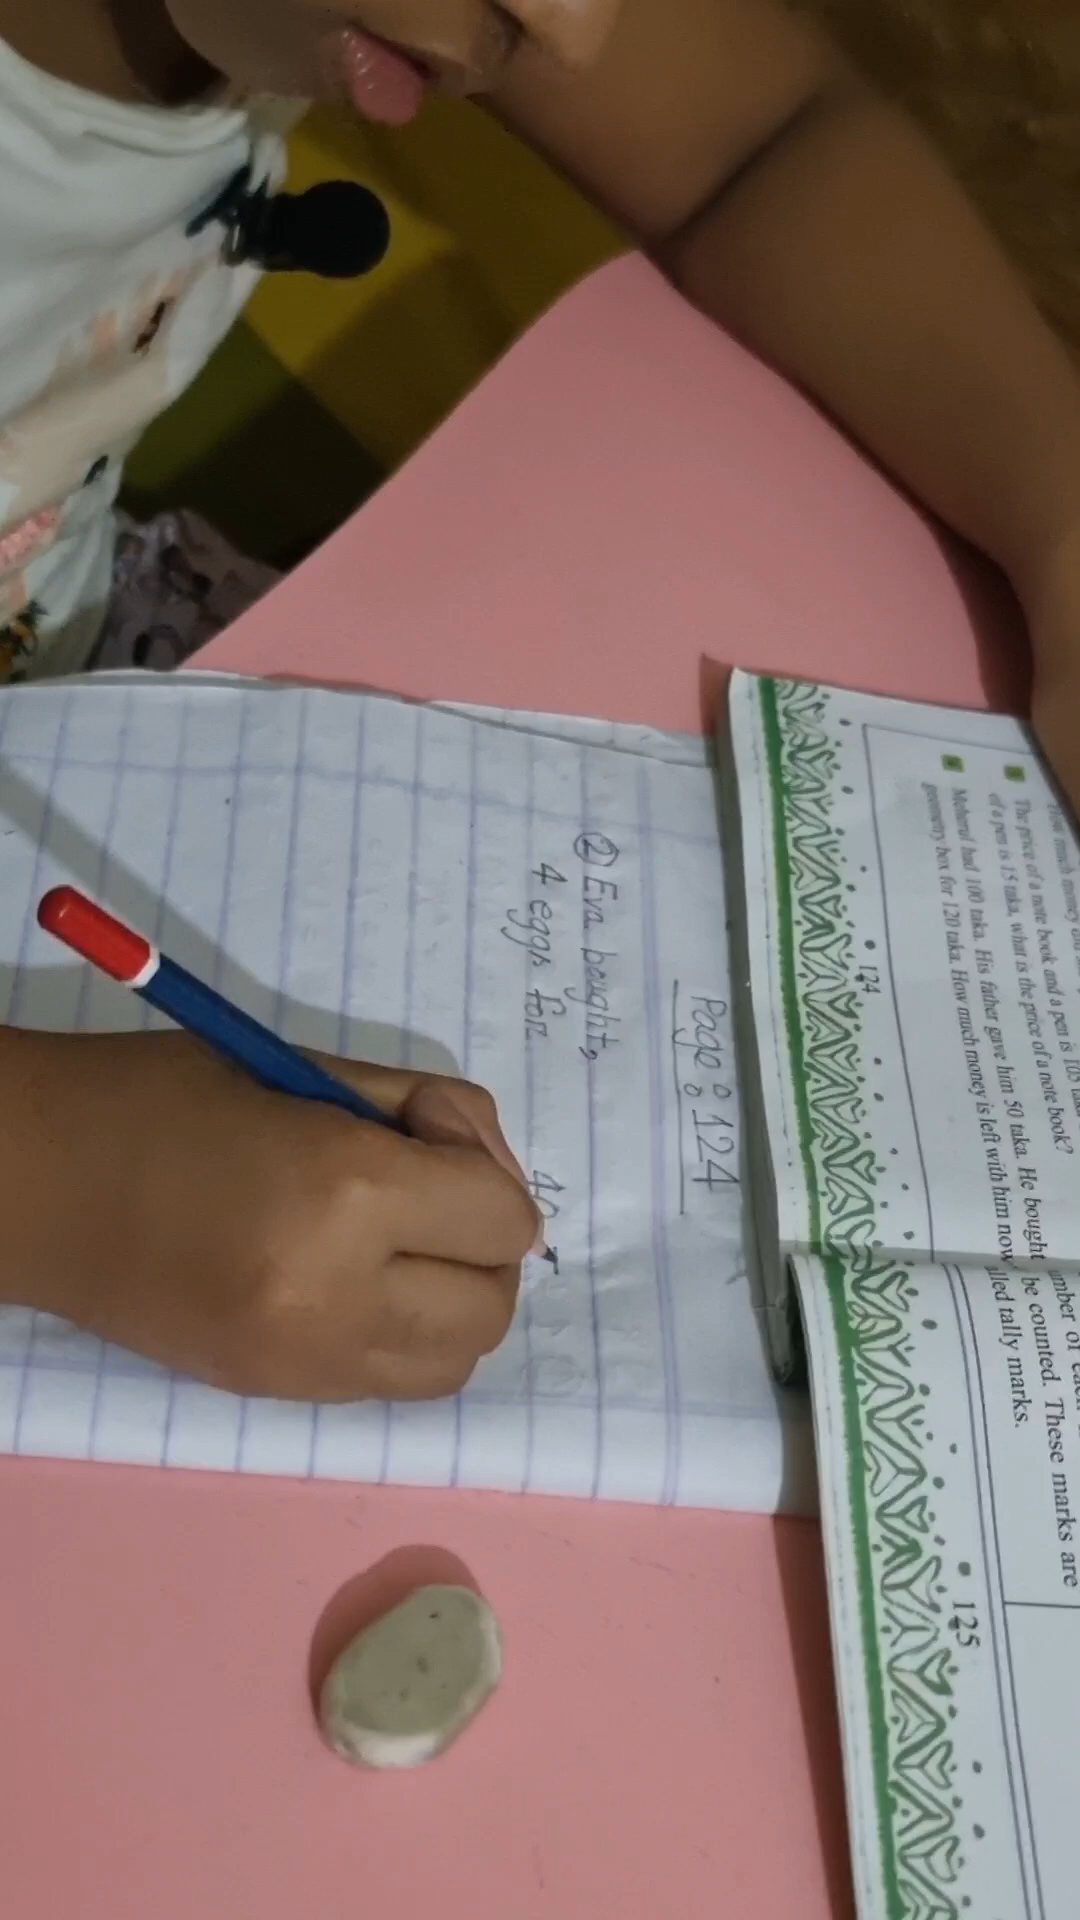 Page: 124
② Eva bought,
4 eggs for 40
How much money
3 The price of a note book and a pen is 105
of a pen is 15 taka, what is the price of a note book?
4 Meherul had 100 taka. His father gave him 50 taka. He bought
geometry box for 120 taka. How much money is left with him now
124
be counted. These marks are
lled tally marks.
125